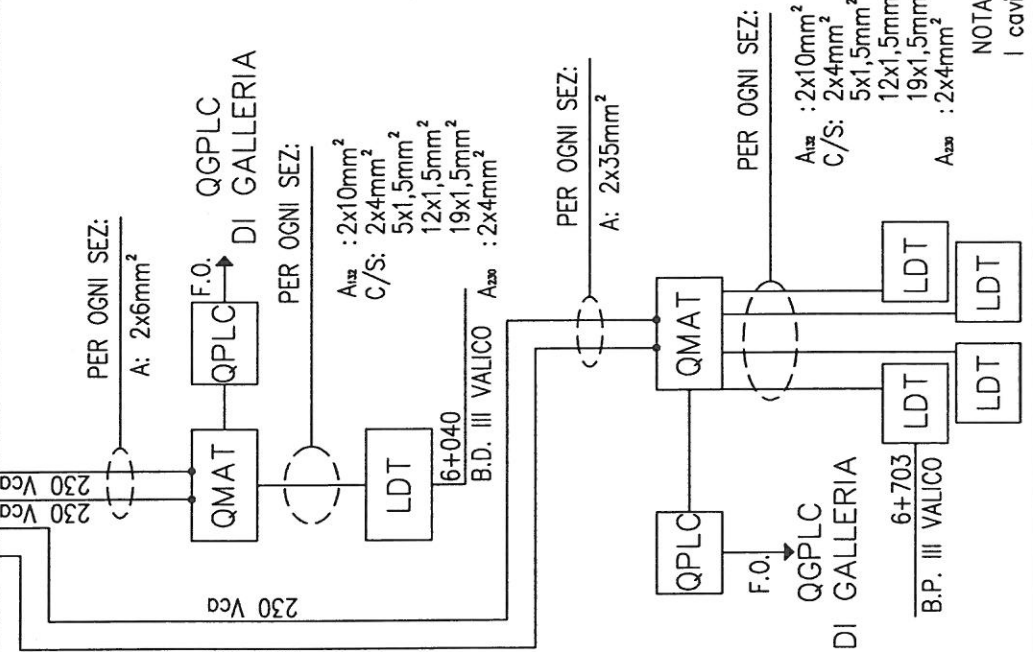 230 Vca
230 Vca
PER OGNI SEZ:
A: 2x6mm²
QMAT
QPLC
F.O.
QGPLC
DI GALLERIA
PER OGNI SEZ:
A132 : 2x10mm²
C/S: 2x4mm²
5x1,5mm²
12x1,5mm²
19x1,5mm²
A230 : 2x4mm²
LDT
6+040
B.D. III VALICO
230 Vca
PER OGNI SEZ:
A: 2x35mm²
QMAT
QPLC
F.O.
QGPLC
DI GALLERIA
PER OGNI SEZ:
A132 : 2x10mm²
C/S: 2x4mm²
5x1,5mm²
12x1,5mm
19x1,5mm
A230 : 2x4mm²
LDT
LDT
LDT
LDT
6+703
B.P. III VALICO
NOTA
I cavi